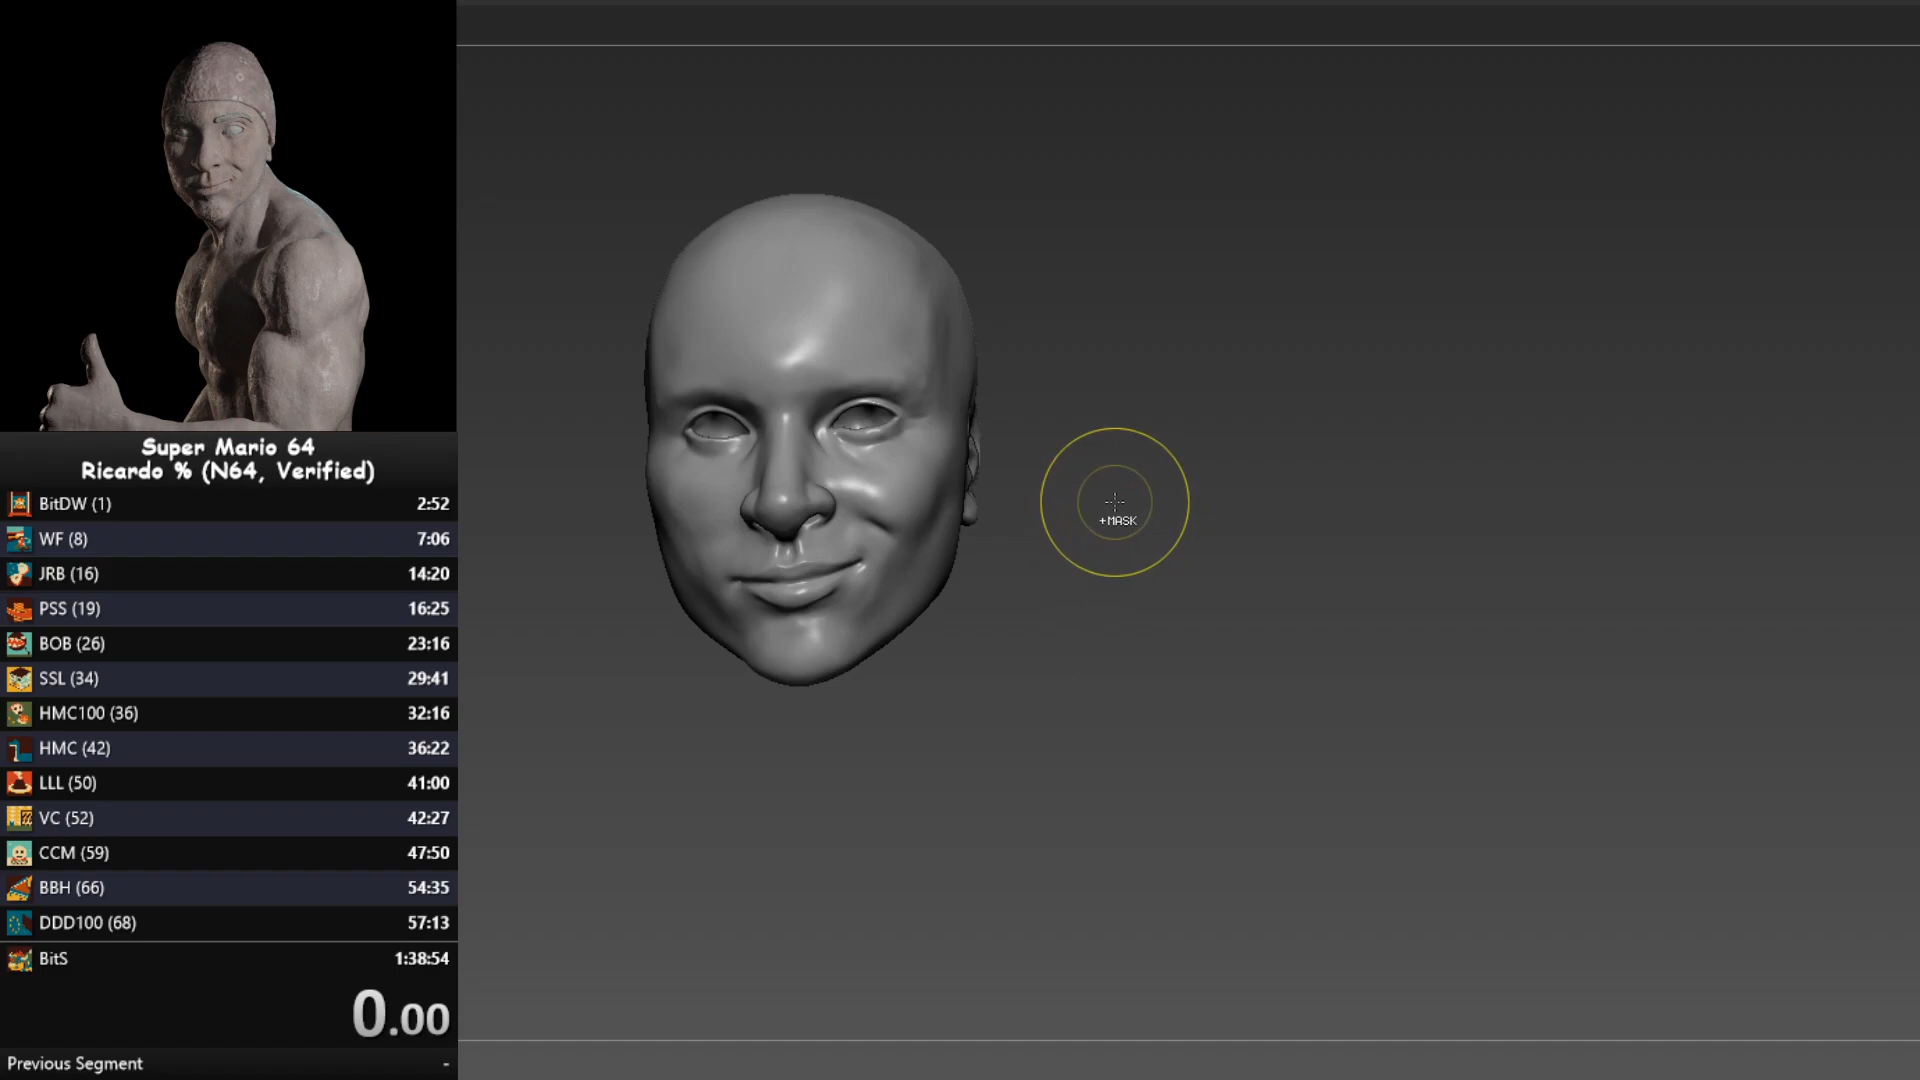 Super Mario 64
Ricardo % (N64, Verified)
BitDW (1) 2:52
WF (8) 7:06
JRB (16) 14:20
PSS (19) 16:25
BOB (26) 23:16
SSL (34) 29:41
HMC100 (36) 32:16
HMC (42) 36:22
LLL (50) 41:00
VC (52) 42:27
CCM (59) 47:50
BBH (66) 54:35
DDD100 (68) 57:13
BitS 1:38:54
0.00
Previous Segment -
+MASK